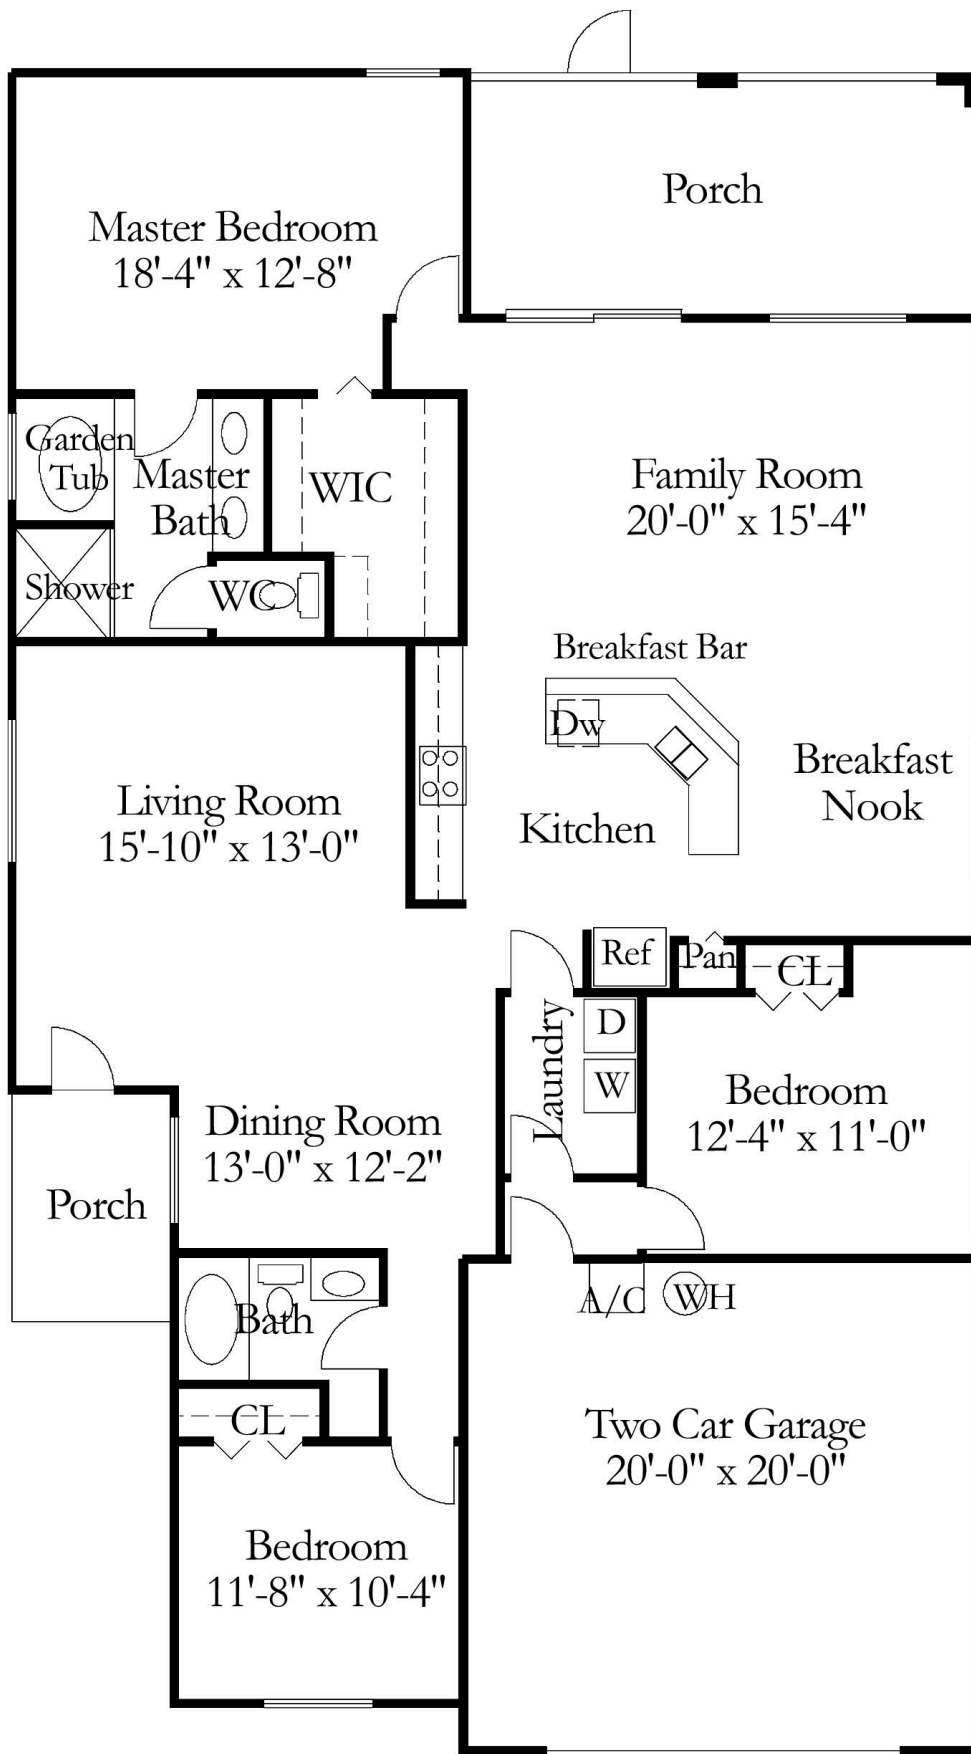 Porch
Master Bedroom
18'-4" x 12'-8"
Garden
Tub
Master
Bath
WIC
Family Room
20'-0" x 15'-4"
Shower
WC
Breakfast Bar
Dw
Living Room
15'-10" x 13'-0"
Kitchen
Breakfast
Nook
Ref
Pan
CL
Laundry
D
W
Bedroom
12'-4" x 11'-0"
Dining Room
13'-0" x 12'-2"
Porch
Bath
A/C
WH
CL
Two Car Garage
20'-0" x 20'-0"
Bedroom
11'-8" x 10'-4"